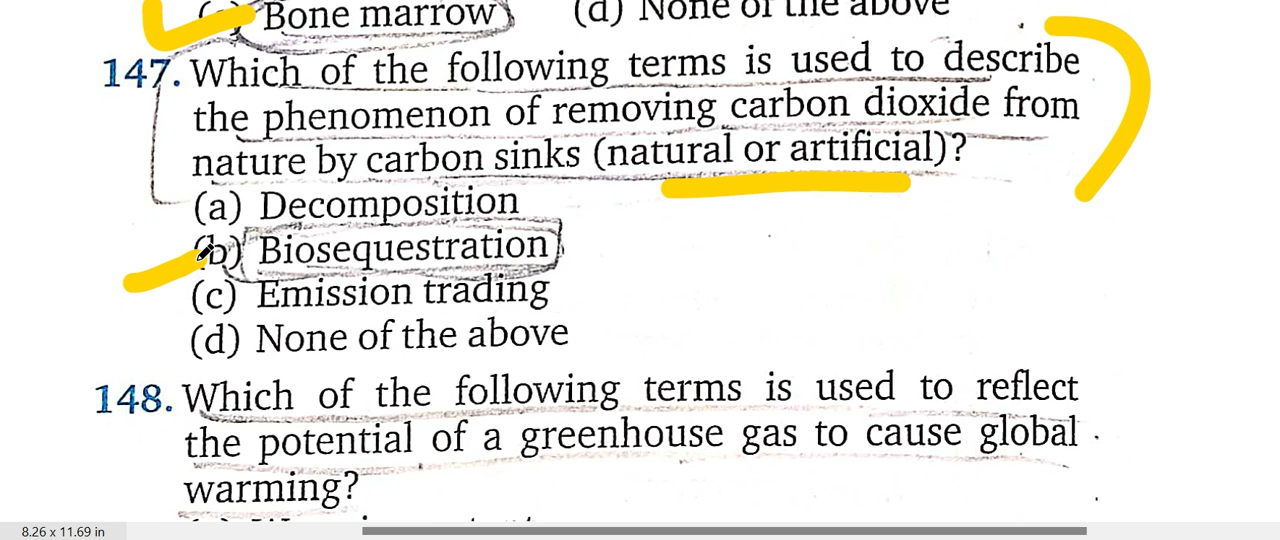 Bone marrow (d) None of the above
147. Which of the following terms is used to describe
the phenomenon of removing carbon dioxide from
nature by carbon sinks (natural or artificial)?
(a) Decomposition
(b) Biosequestration
(c) Emission trading
(d) None of the above
148. Which of the following terms is used to reflect
the potential of a greenhouse gas to cause global
warming?
8.26 x 11.69 in